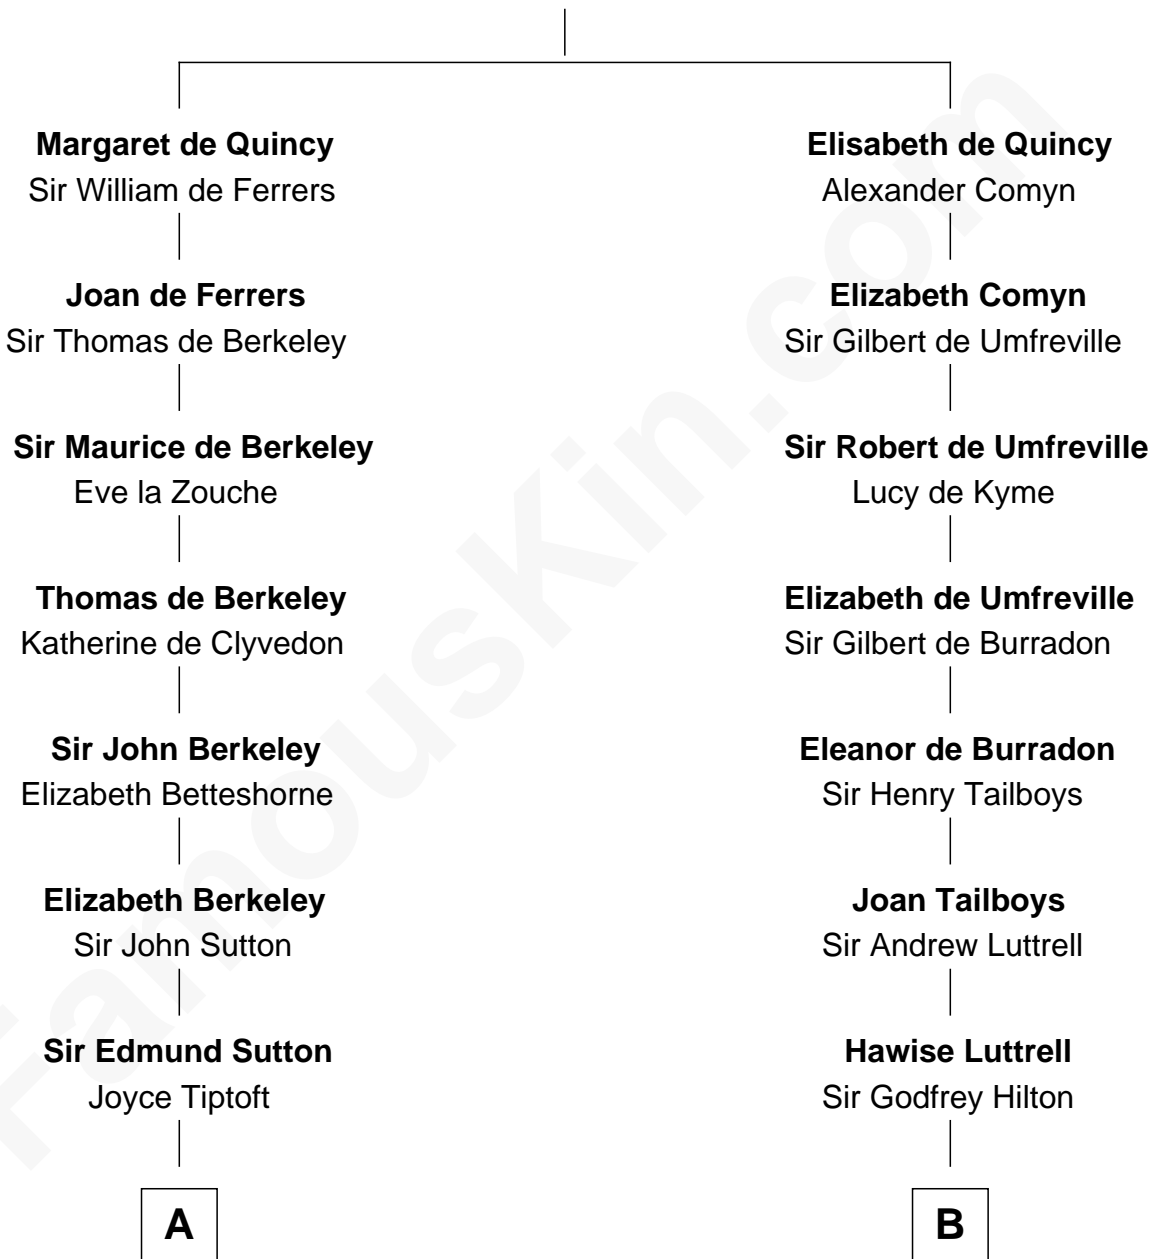 Margaret de Quincy
Sir William de Ferrers
Joan de Ferrers
Sir Thomas de Berkeley
Sir Maurice de Berkeley
Eve la Zouche
Thomas de Berkeley
Katherine de Clyvedon
Sir John Berkeley
Elizabeth Betteshorne
Elizabeth Berkeley
Sir John Sutton
Sir Edmund Sutton
Joyce Tiptoft
A
Elisabeth de Quincy
Alexander Comyn
Elizabeth Comyn
Sir Gilbert de Umfreville
Sir Robert de Umfreville
Lucy de Kyme
Elizabeth de Umfreville
Sir Gilbert de Burradon
Eleanor de Burradon
Sir Henry Tailboys
Joan Tailboys
Sir Andrew Luttrell
Hawise Luttrell
Sir Godfrey Hilton
B
FamousKin.com